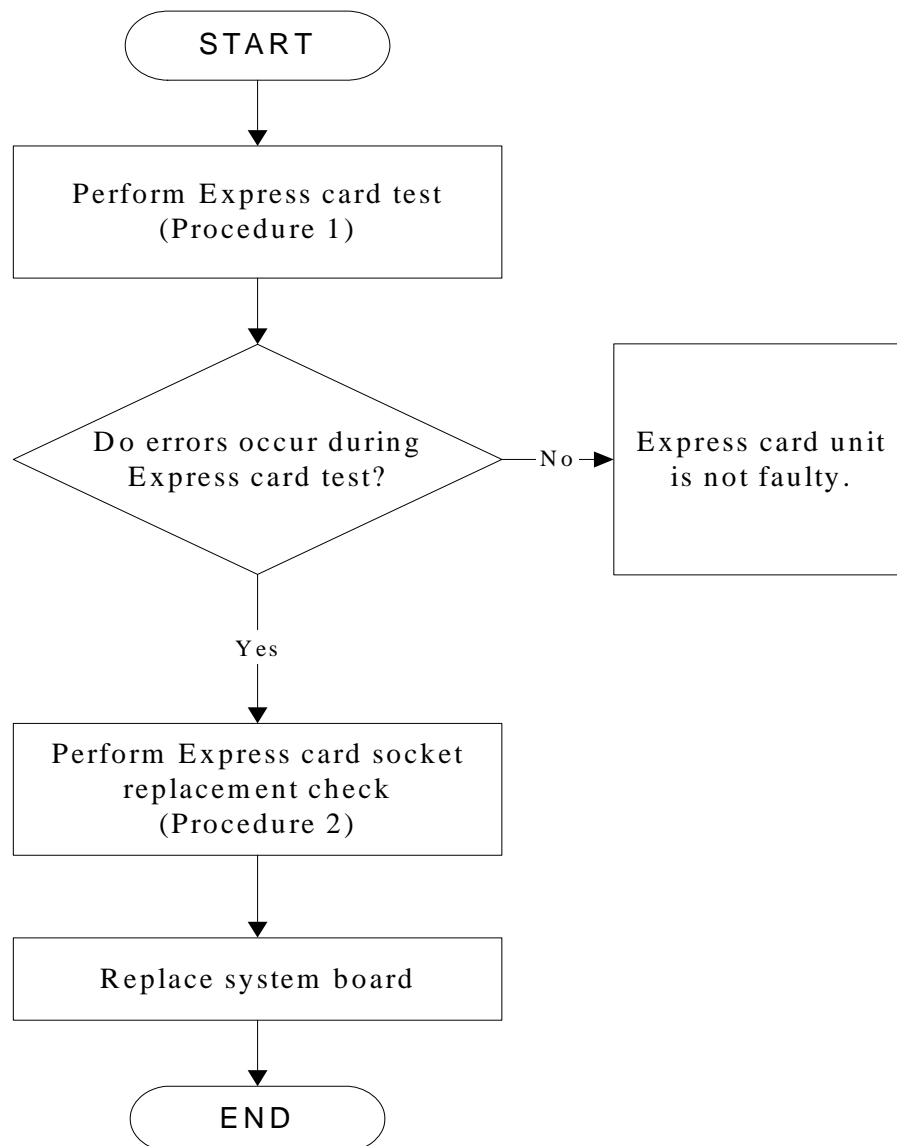 START
Perform Express card test
(Procedure 1)
Do errors occur during
Express card test?
No
Express card unit
is not faulty.
Yes
Perform Express card socket
replacement check
(Procedure 2)
Replace system board
END